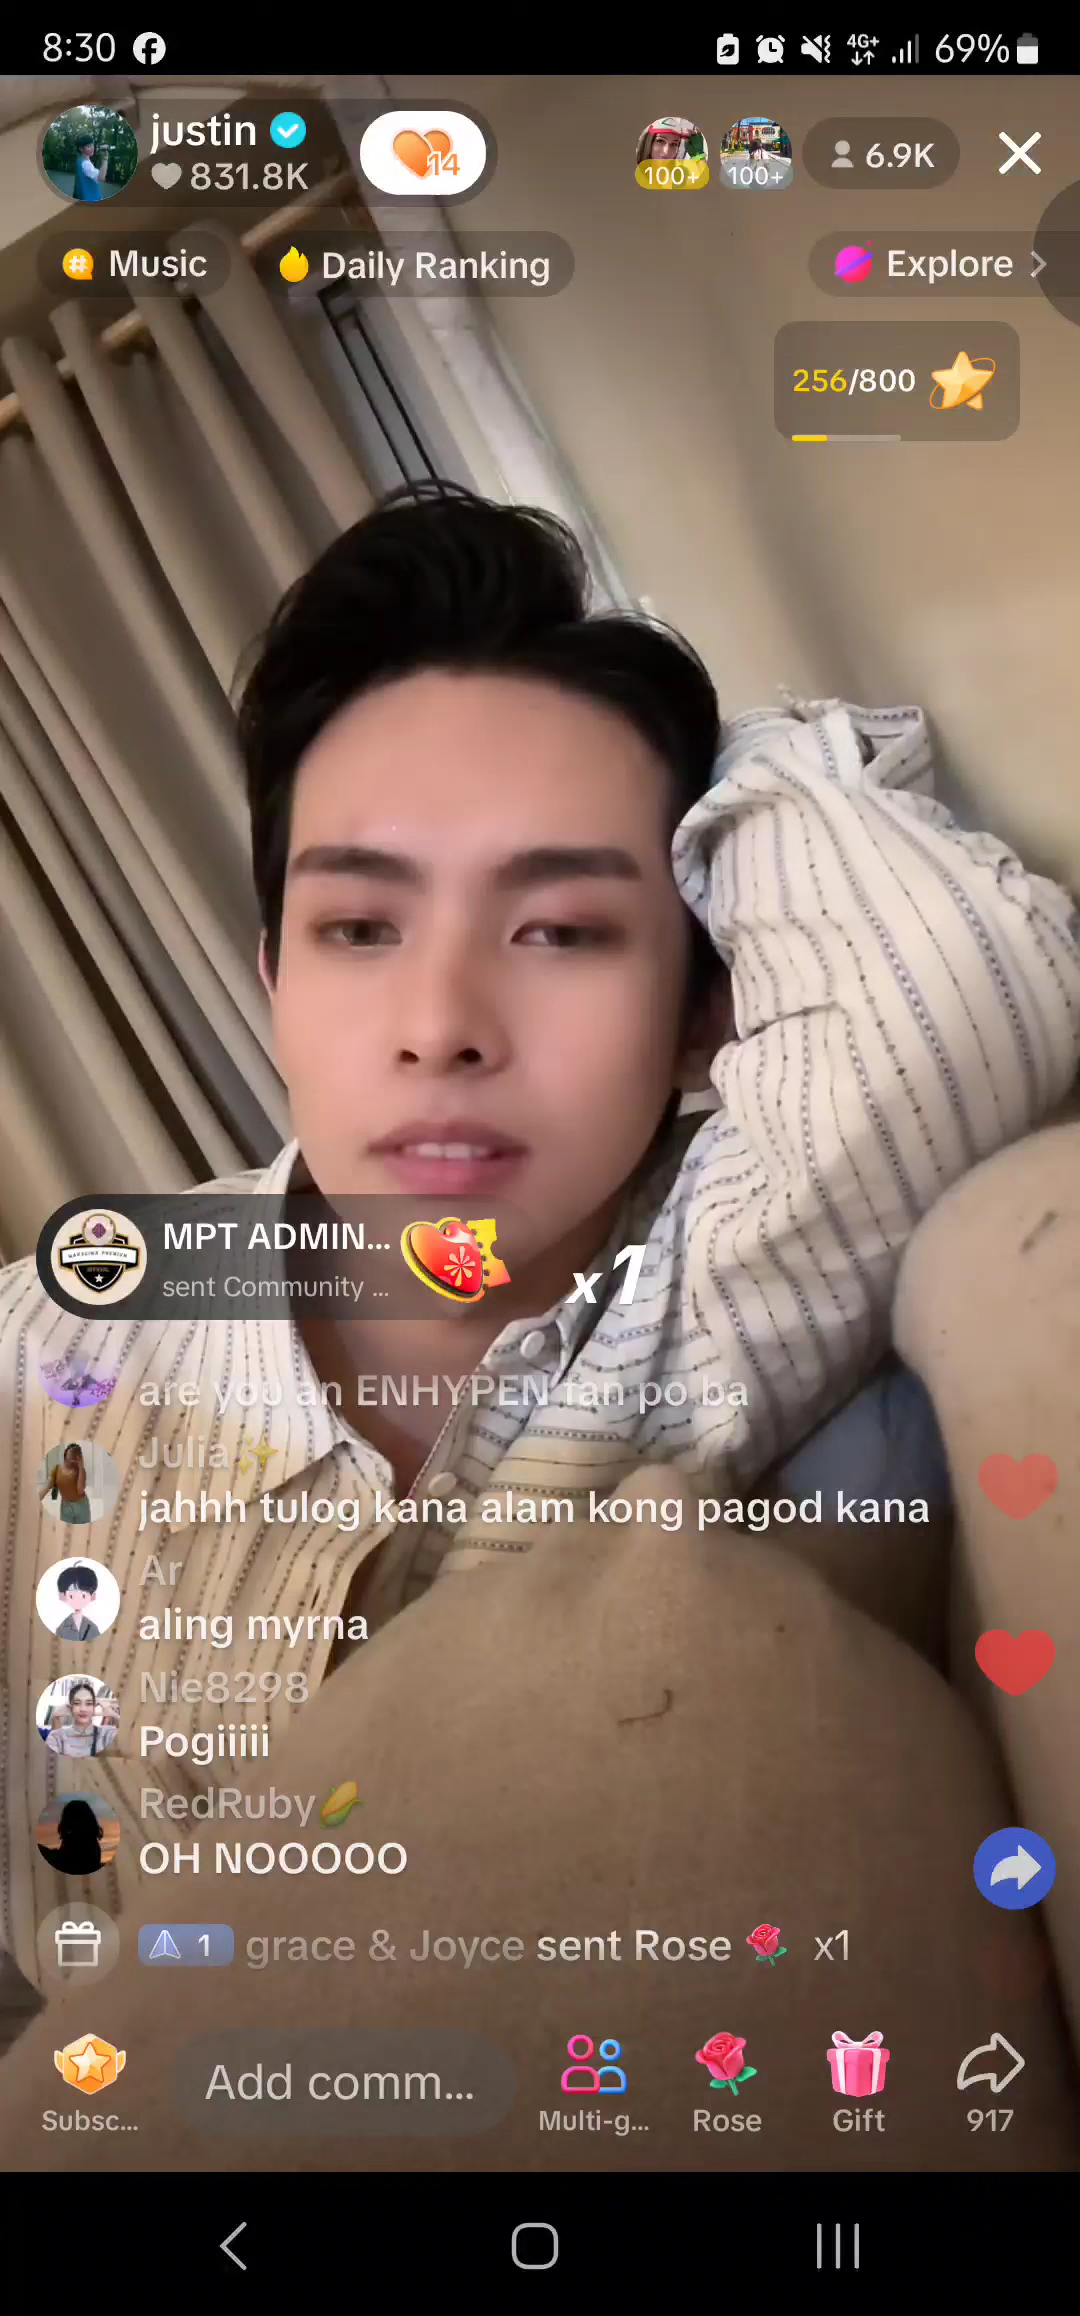 8:30
4G+
69%
justin
831.8K
14
100+
100+
6.9K
Music
Daily Ranking
Explore
256/800
MPT ADMIN...
sent Community ...
x1
are you an ENHYPEN fan po ba
Julia✨
jahhh tulog kana alam kong pagod kana
Ar
aling myrna
Nie8298
Pogiiiii
RedRuby🌽
OH NOOOOO
1 grace & Joyce sent Rose 🌹 x1
Subsc...
Add comm...
Multi-g...
Rose
Gift
917